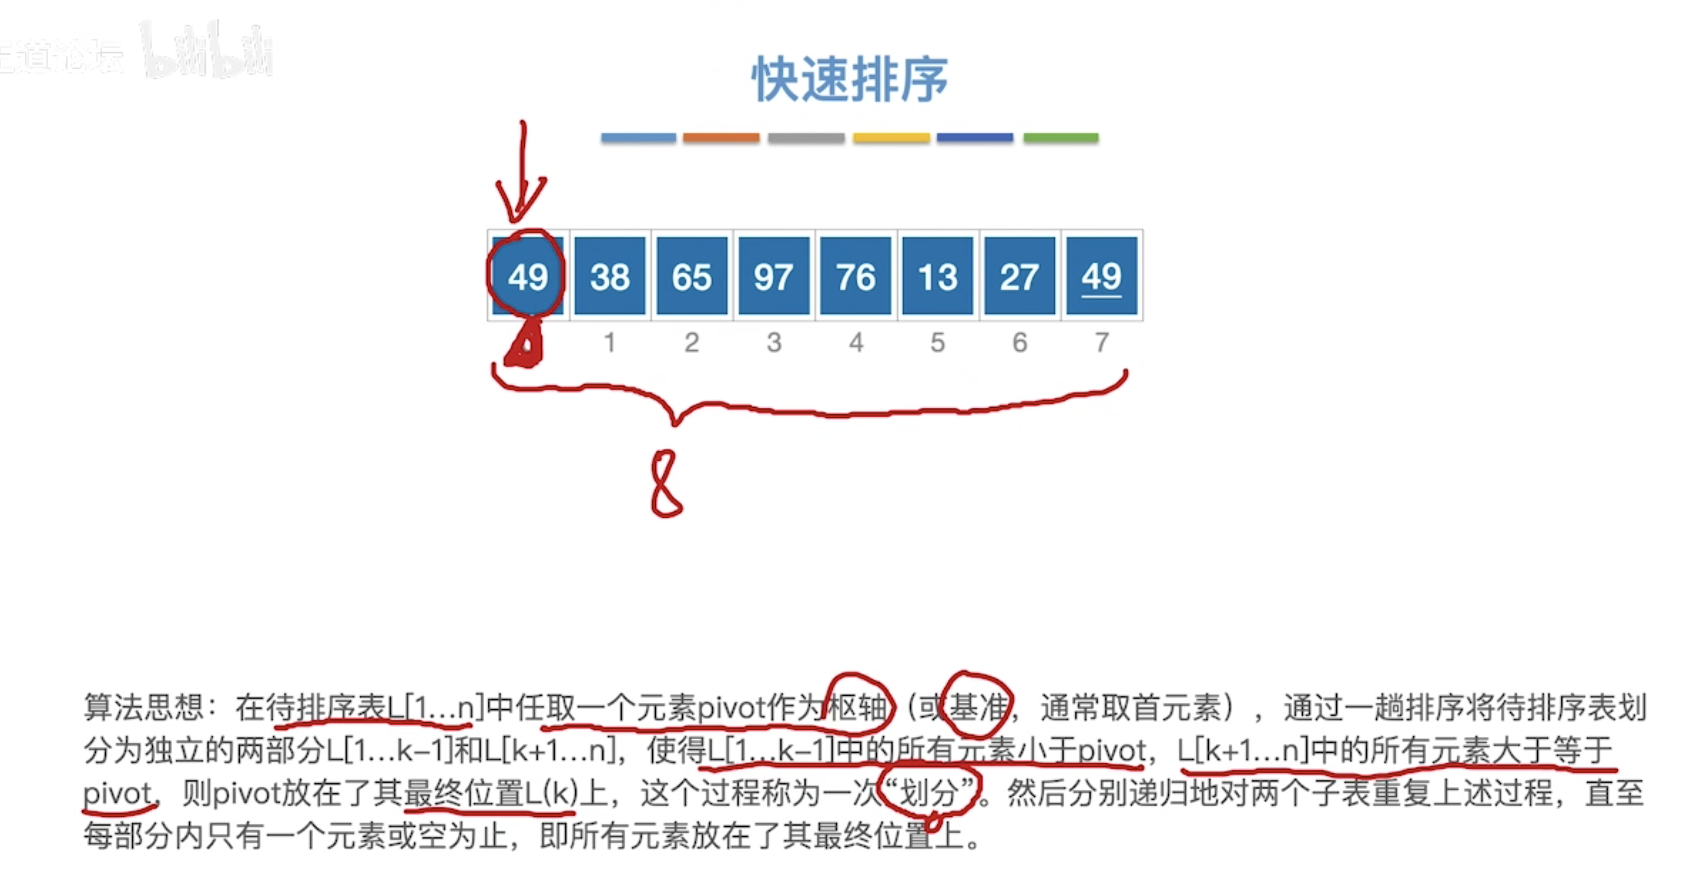 王道论坛 bilibili
快速排序
49 38 65 97 76 13 27 49
1 2 3 4 5 6 7
8
算法思想：在待排序表L[1…n]中任取一个元素pivot作为枢轴（或基准，通常取首元素），通过一趟排序将待排序表划
分为独立的两部分L[1…k–1]和L[k+1…n]，使得L[1…k–1]中的所有元素小于pivot，L[k+1…n]中的所有元素大于等于
pivot，则pivot放在了其最终位置L(k)上，这个过程称为一次“划分”。然后分别递归地对两个子表重复上述过程，直至
每部分内只有一个元素或空为止，即所有元素放在了其最终位置上。